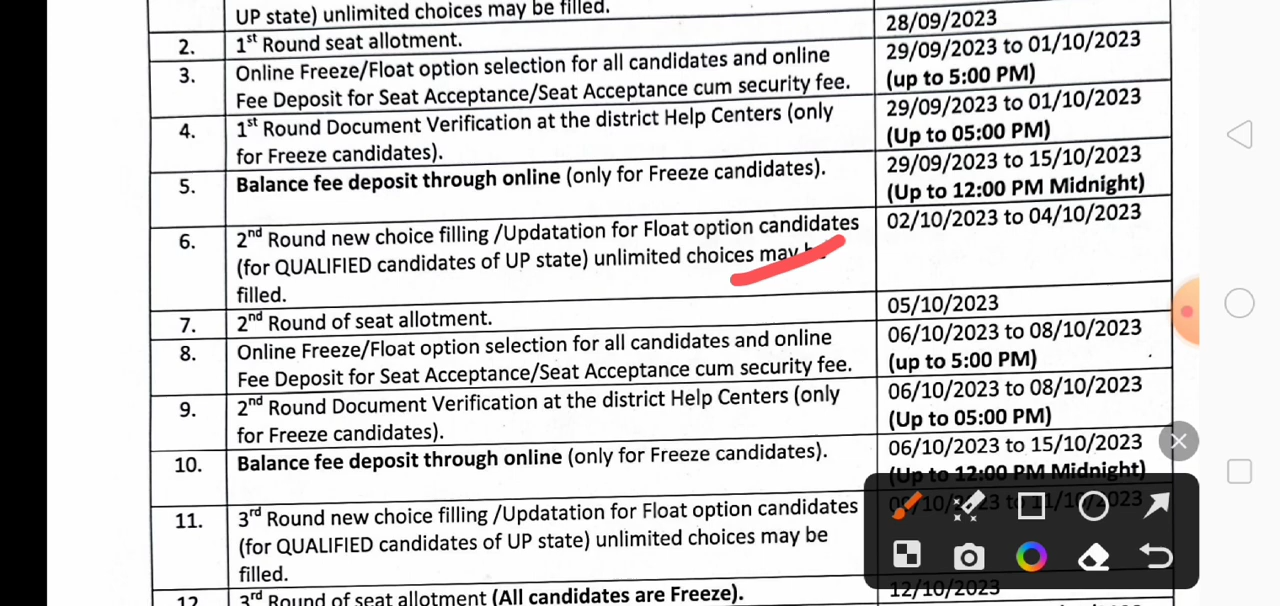 UP state) unlimited choices may be filled.
2. 1st Round seat allotment. 28/09/2023
3. Online Freeze/Float option selection for all candidates and online 29/09/2023 to 01/10/2023
Fee Deposit for Seat Acceptance/Seat Acceptance cum security fee. (up to 5:00 PM)
4. 1st Round Document Verification at the district Help Centers (only 29/09/2023 to 01/10/2023
for Freeze candidates). (Up to 05:00 PM)
5. Balance fee deposit through online (only for Freeze candidates). 29/09/2023 to 15/10/2023
(Up to 12:00 PM Midnight)
6. 2nd Round new choice filling /Updatation for Float option candidates 02/10/2023 to 04/10/2023
(for QUALIFIED candidates of UP state) unlimited choices may be
filled.
7. 2nd Round of seat allotment. 05/10/2023
8. Online Freeze/Float option selection for all candidates and online 06/10/2023 to 08/10/2023
Fee Deposit for Seat Acceptance/Seat Acceptance cum security fee. (up to 5:00 PM)
9. 2nd Round Document Verification at the district Help Centers (only 06/10/2023 to 08/10/2023
for Freeze candidates). (Up to 05:00 PM)
10. Balance fee deposit through online (only for Freeze candidates). 06/10/2023 to 15/10/2023
(Up to 12:00 PM Midnight)
11. 3rd Round new choice filling /Updatation for Float option candidates
(for QUALIFIED candidates of UP state) unlimited choices may be
filled.
12 3rd Round of seat allotment (All candidates are Freeze). 12/10/2023